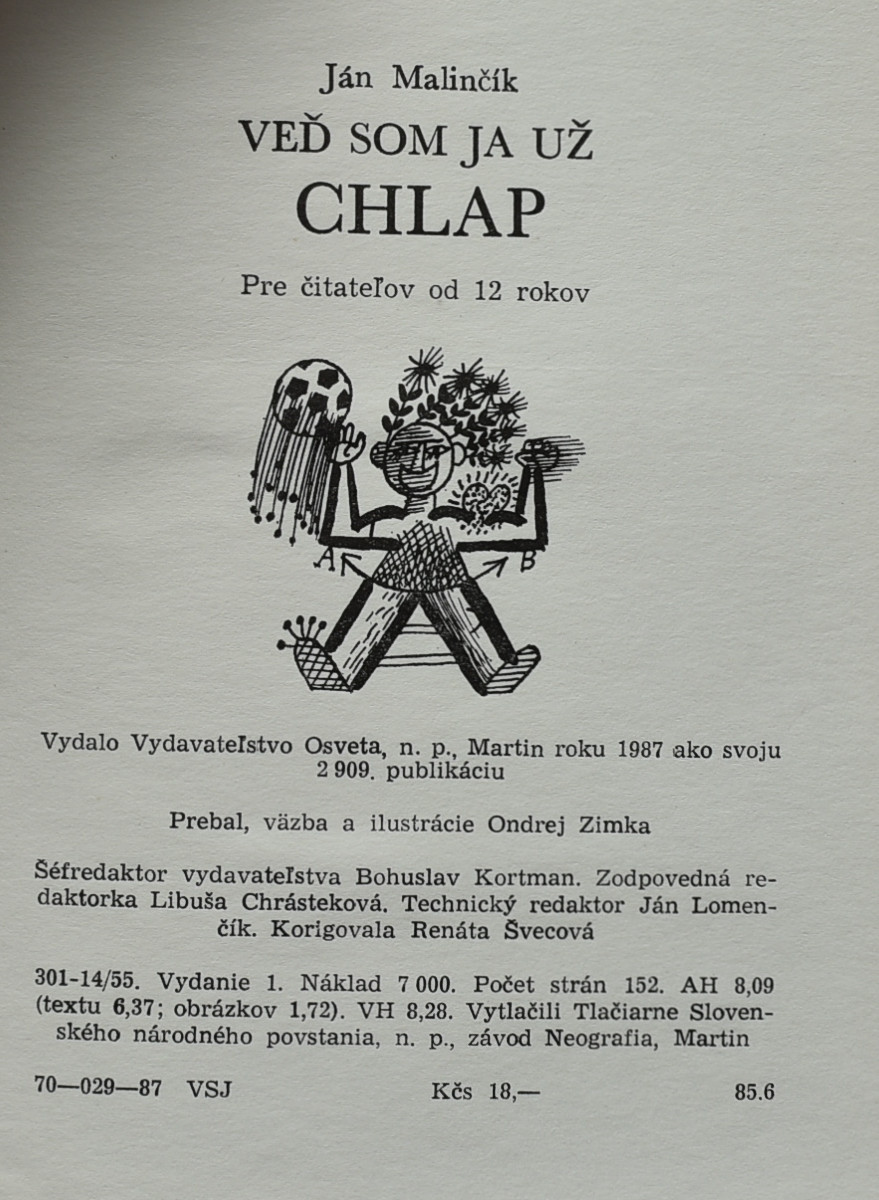 Ján Malinčík
VEĎ SOM JA UŽ
CHLAP
Pre čitateľov od 12 rokov
A B
Vydalo Vydavateľstvo Osveta, n. p., Martin roku 1987 ako svoju
2 909. publikáciu
Prebal, väzba a ilustrácie Ondrej Zimka
Šéfredaktor vydavateľstva Bohuslav Kortman. Zodpovedná re-
daktorka Libuša Chrásteková. Technický redaktor Ján Lomen-
čík. Korigovala Renáta Švecová
301-14/55. Vydanie 1. Náklad 7 000. Počet strán 152. AH 8,09
(textu 6,37; obrázkov 1,72). VH 8,28. Vytlačili Tlačiarne Sloven-
ského národného povstania, n. p., závod Neografia, Martin
70—029—87 VSJ Kčs 18,— 85.6